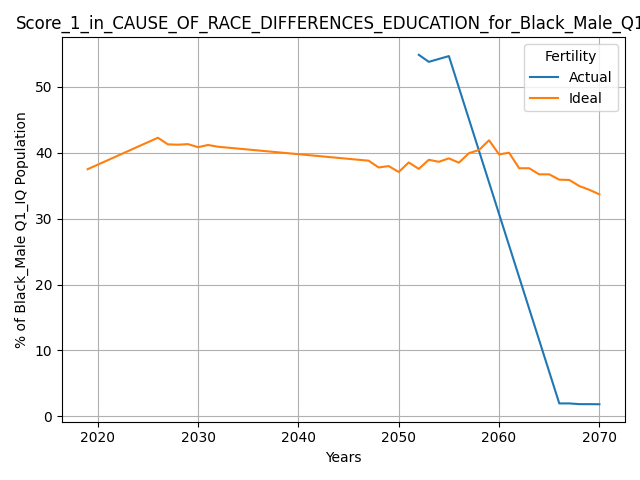 Score_1_in_CAUSE_OF_RACE_DIFFERENCES_EDUCATION_for_Black_Male_Q1
Fertility
Actual
Ideal
% of Black_Male Q1_IQ Population
50
40
30
20
10
0
2020 2030 2040 2050 2060 2070
Years